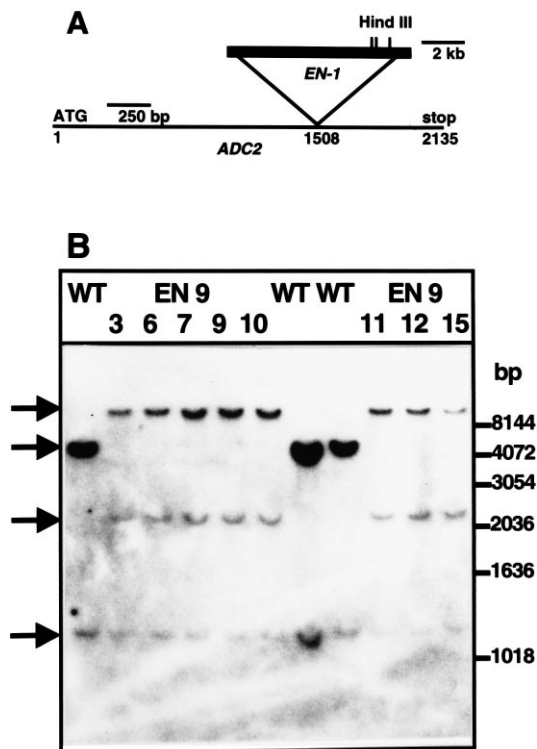 A
Hind III
EN-1
2 kb
ATG
250 bp
stop
1
ADC2
1508
2135
B
WT EN 9 WT WT EN 9
3 6 7 9 10 11 12 15
bp
8144
4072
3054
2036
1636
1018